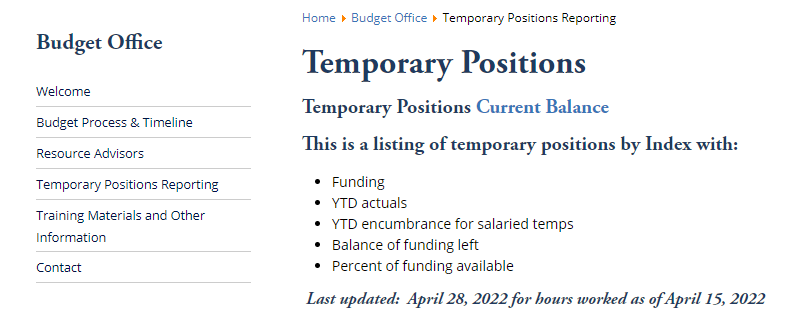 Budget Office
Welcome
Budget Process & Timeline
Resource Advisors
Temporary Positions Reporting
Training Materials and Other
Information
Contact
Home Budget Office Temporary Positions Reporting
Temporary Positions
Temporary Positions Current Balance
This is a listing of temporary positions by Index with:
Funding
YTD actuals
YTD encumbrance for salaried temps
Balance of funding left
Percent of funding available
Last updated: April 28, 2022 for hours worked as of April 15, 2022